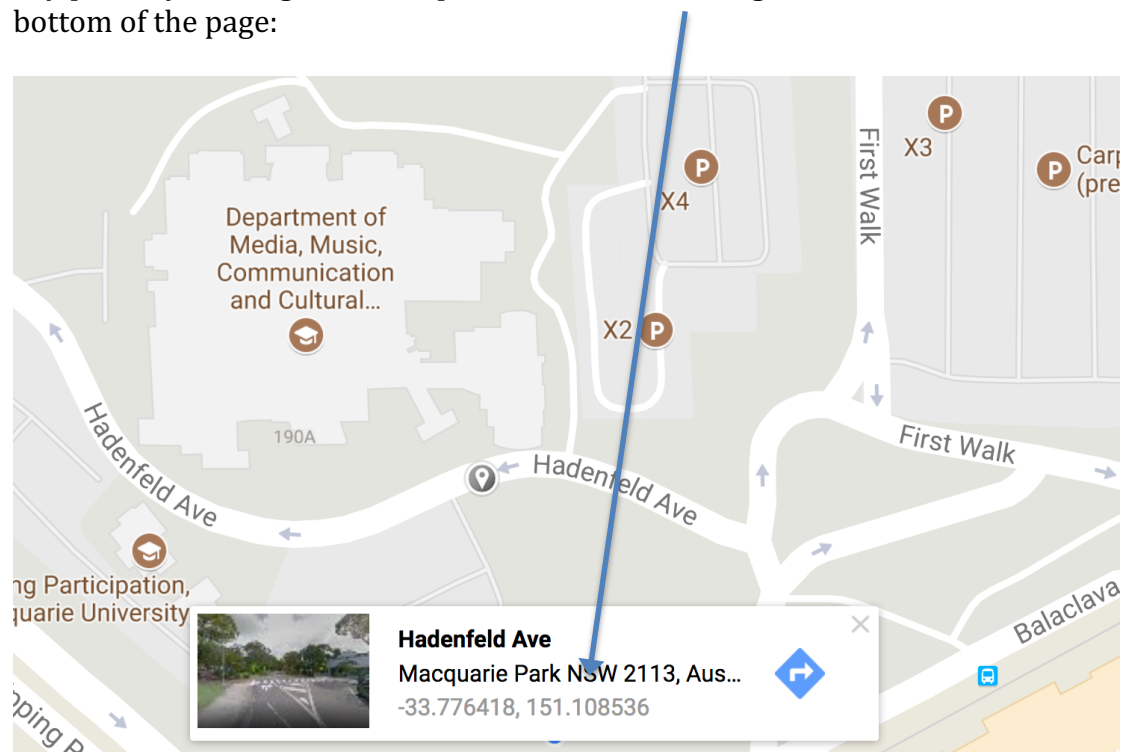 bottom of the page:
First Walk
X3
P
P
Carp
(pre
P
X4
Department of
Media, Music,
Communication
and Cultural...
X2
P
Hadenfeld Ave
190A
First Walk
Hadenfeld Ave
ng Participation,
quarie University
Balaclava
Hadenfeld Ave
Macquarie Park NSW 2113, Aus...
-33.776418, 151.108536